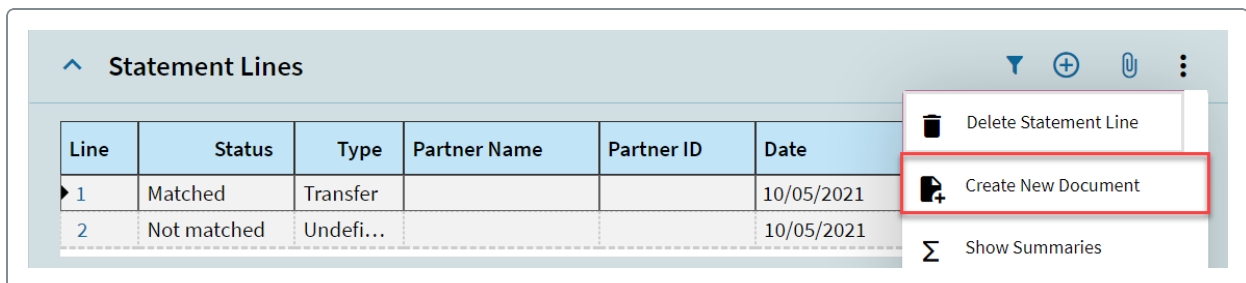 Statement Lines
Delete Statement Line
Create New Document
Show Summaries
Line Status Type Partner Name Partner ID Date
1 Matched Transfer 10/05/2021
2 Not matched Undefi... 10/05/2021